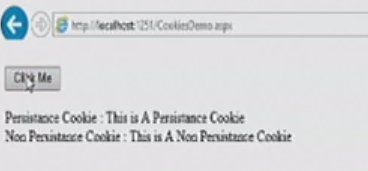 http://localhost:1251/CookiesDemo.aspx
Click Me
Persistance Cookie : This is A Persistance Cookie
Non Persistance Cookie : This is A Non Persistance Cookie